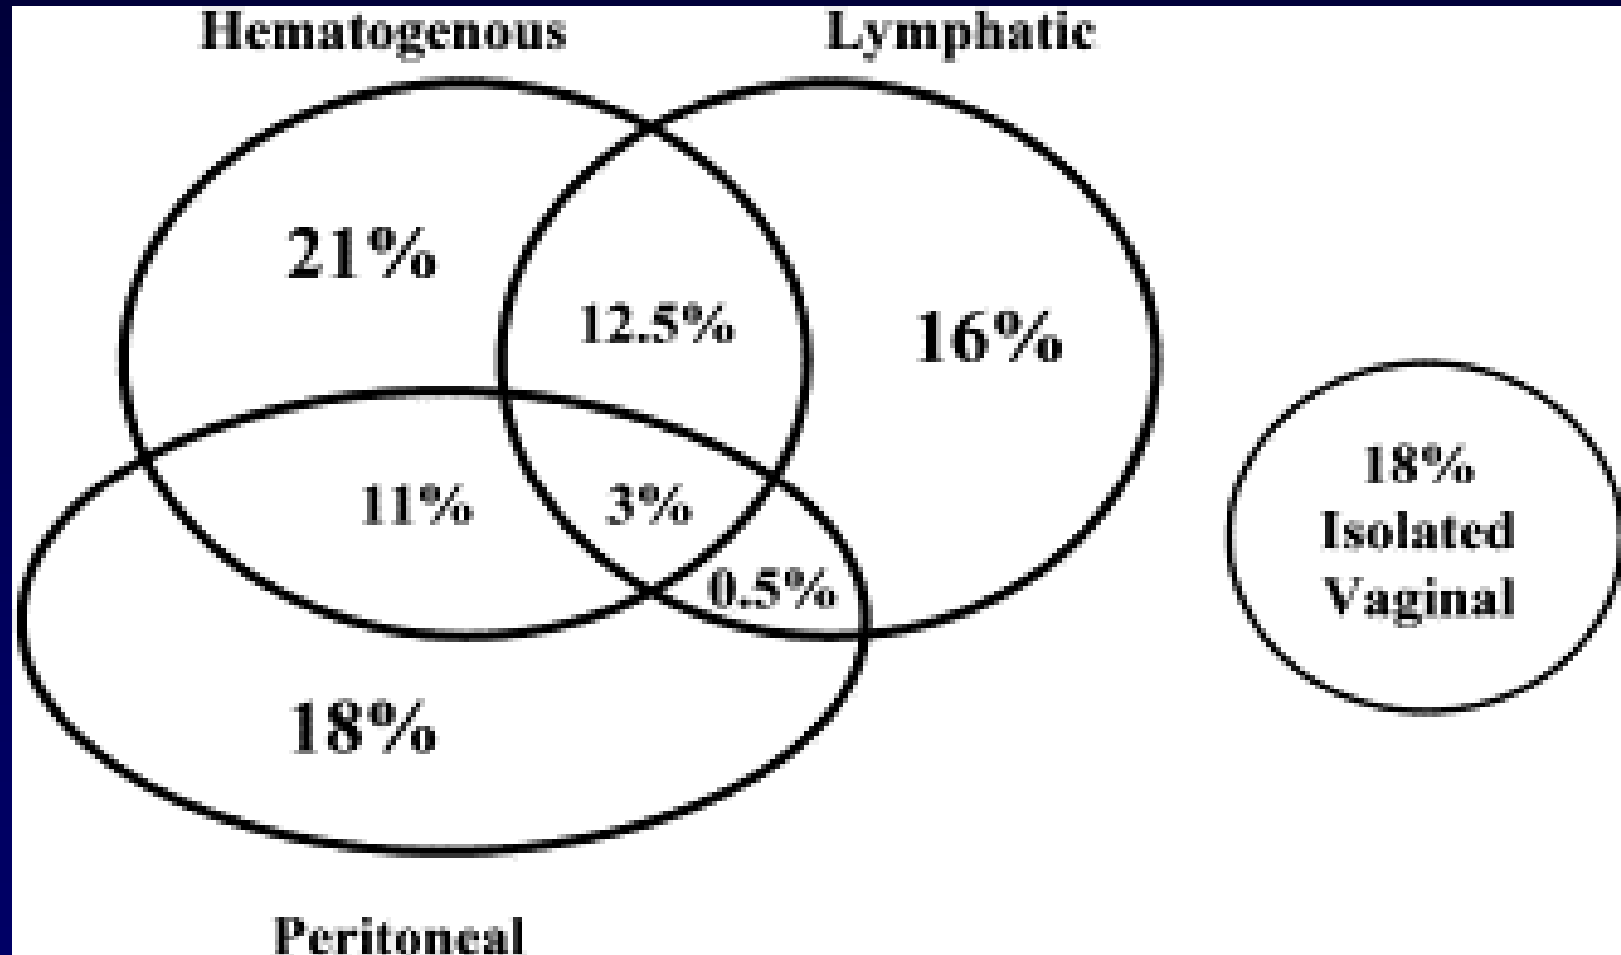 Hematogenous
Lymphatic
21%
12.5%
16%
11%
3%
0.5%
18%
18%
Isolated
Vaginal
Peritoneal